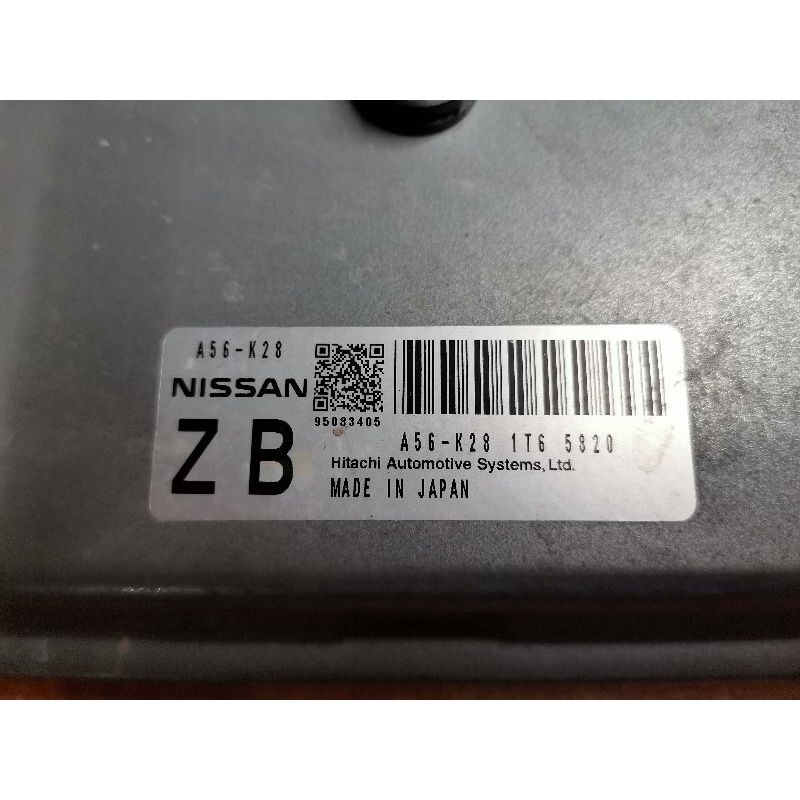 A56-K28
NISSAN
95083405
ZB
A56-K28 1T6 5820
Hitachi Automotive Systems, Ltd.
MADE IN JAPAN